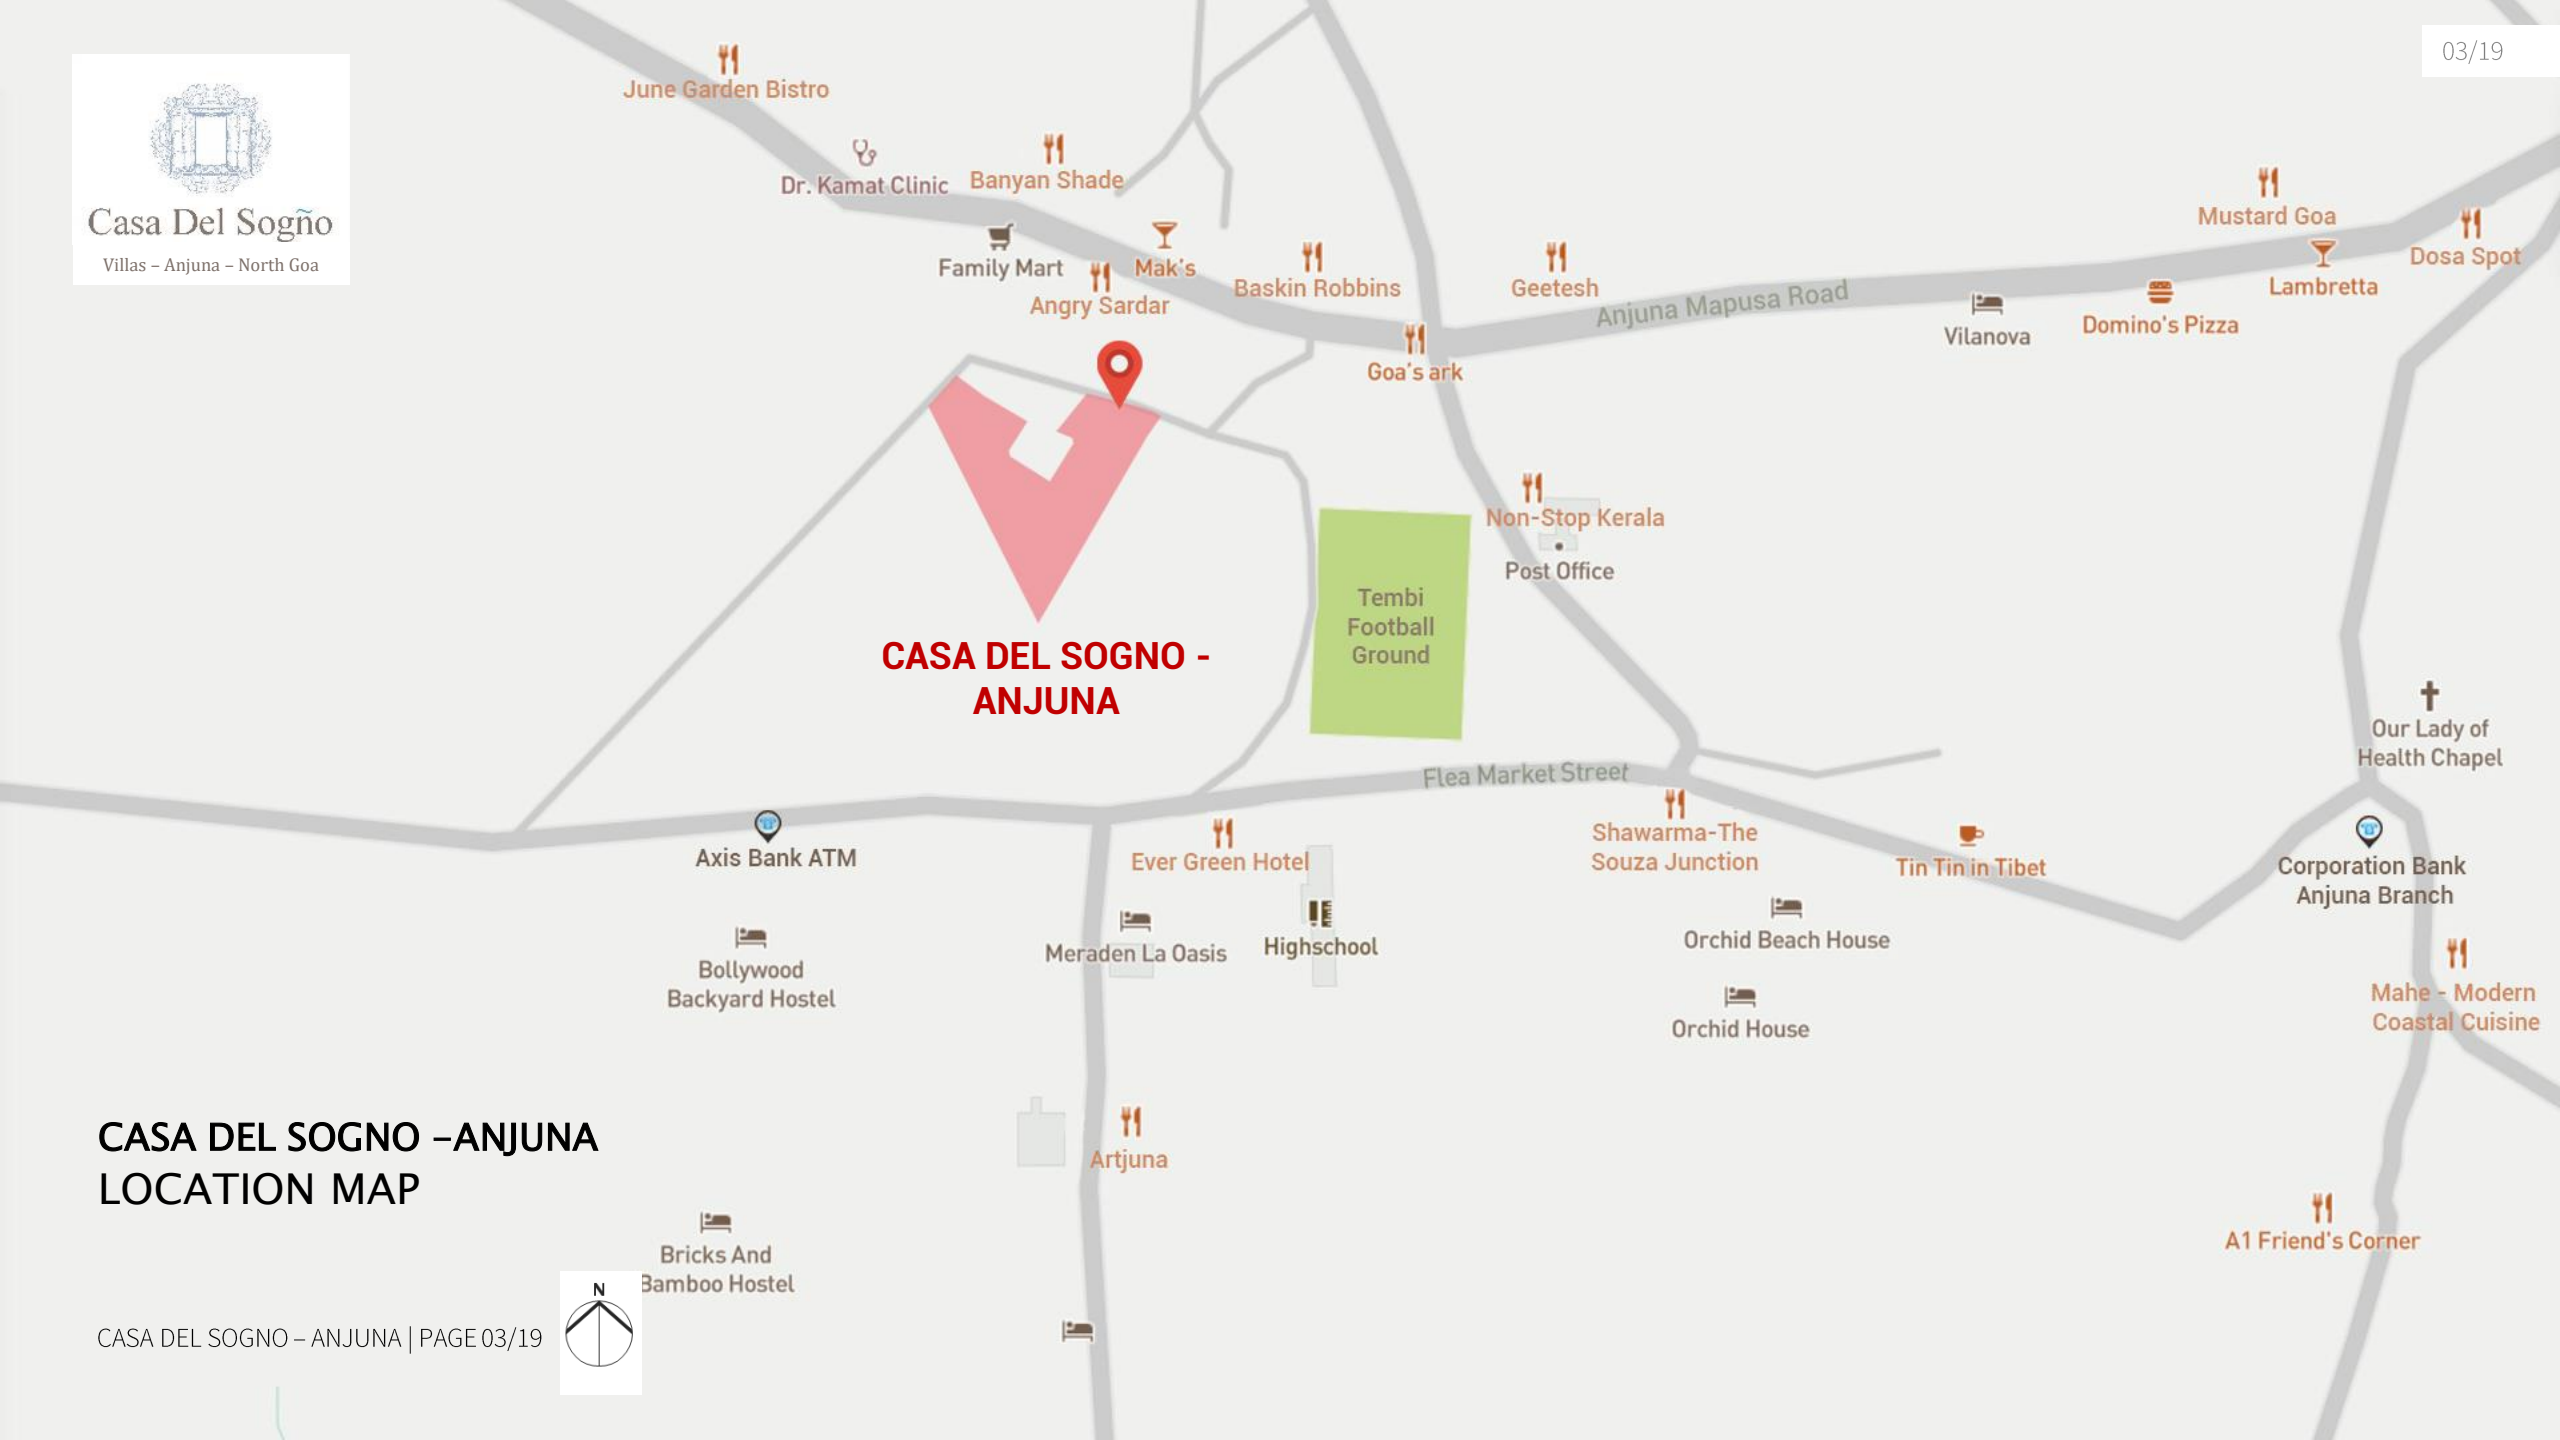 03/19
June Garden Bistro
Casa Del Sogño
Villas – Anjuna – North Goa
Dr. Kamat Clinic
Banyan Shade
Family Mart
Mak's
Angry Sardar
Baskin Robbins
Geetesh
Goa's ark
Anjuna Mapusa Road
Vilanova
Mustard Goa
Dosa Spot
Lambretta
Domino's Pizza
Non-Stop Kerala
Post Office
Tembi
Football
Ground
CASA DEL SOGNO -
ANJUNA
Our Lady of
Health Chapel
Flea Market Street
Axis Bank ATM
Ever Green Hotel
Shawarma-The
Souza Junction
Tin Tin in Tibet
Corporation Bank
Anjuna Branch
Bollywood
Backyard Hostel
Meraden La Oasis
Highschool
Orchid Beach House
Orchid House
Mahe - Modern
Coastal Cuisine
Artjuna
A1 Friend's Corner
CASA DEL SOGNO –ANJUNA
LOCATION MAP
Bricks And
Bamboo Hostel
N
CASA DEL SOGNO – ANJUNA | PAGE 03/19